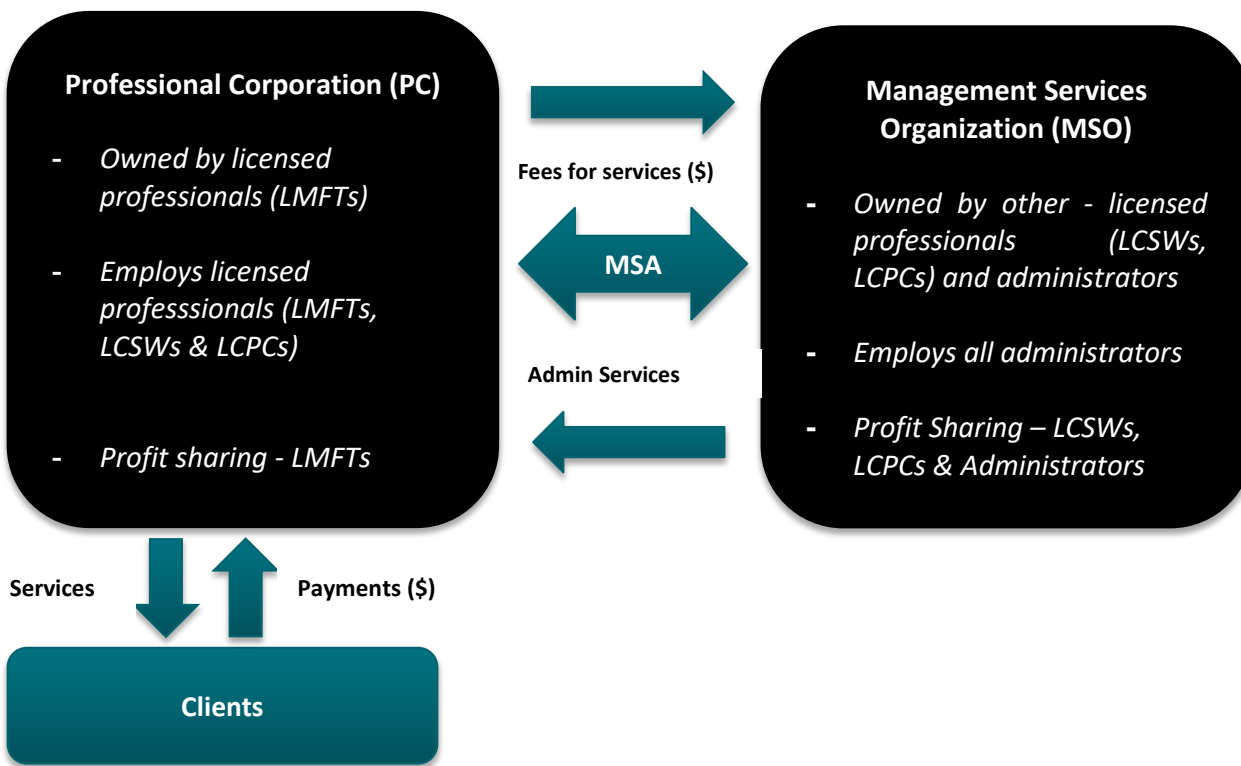 Professional Corporation (PC)
- Owned by licensed
professionals (LMFTs)
- Employs licensed
professsionals (LMFTs,
LCSWs & LCPCs)
- Profit sharing - LMFTs
Fees for services ($)
MSA
Admin Services
Management Services
Organization (MSO)
- Owned by other - licensed
professionals (LCSWs,
LCPCs) and administrators
- Employs all administrators
- Profit Sharing – LCSWs,
LCPCs & Administrators
Services
Payments ($)
Clients